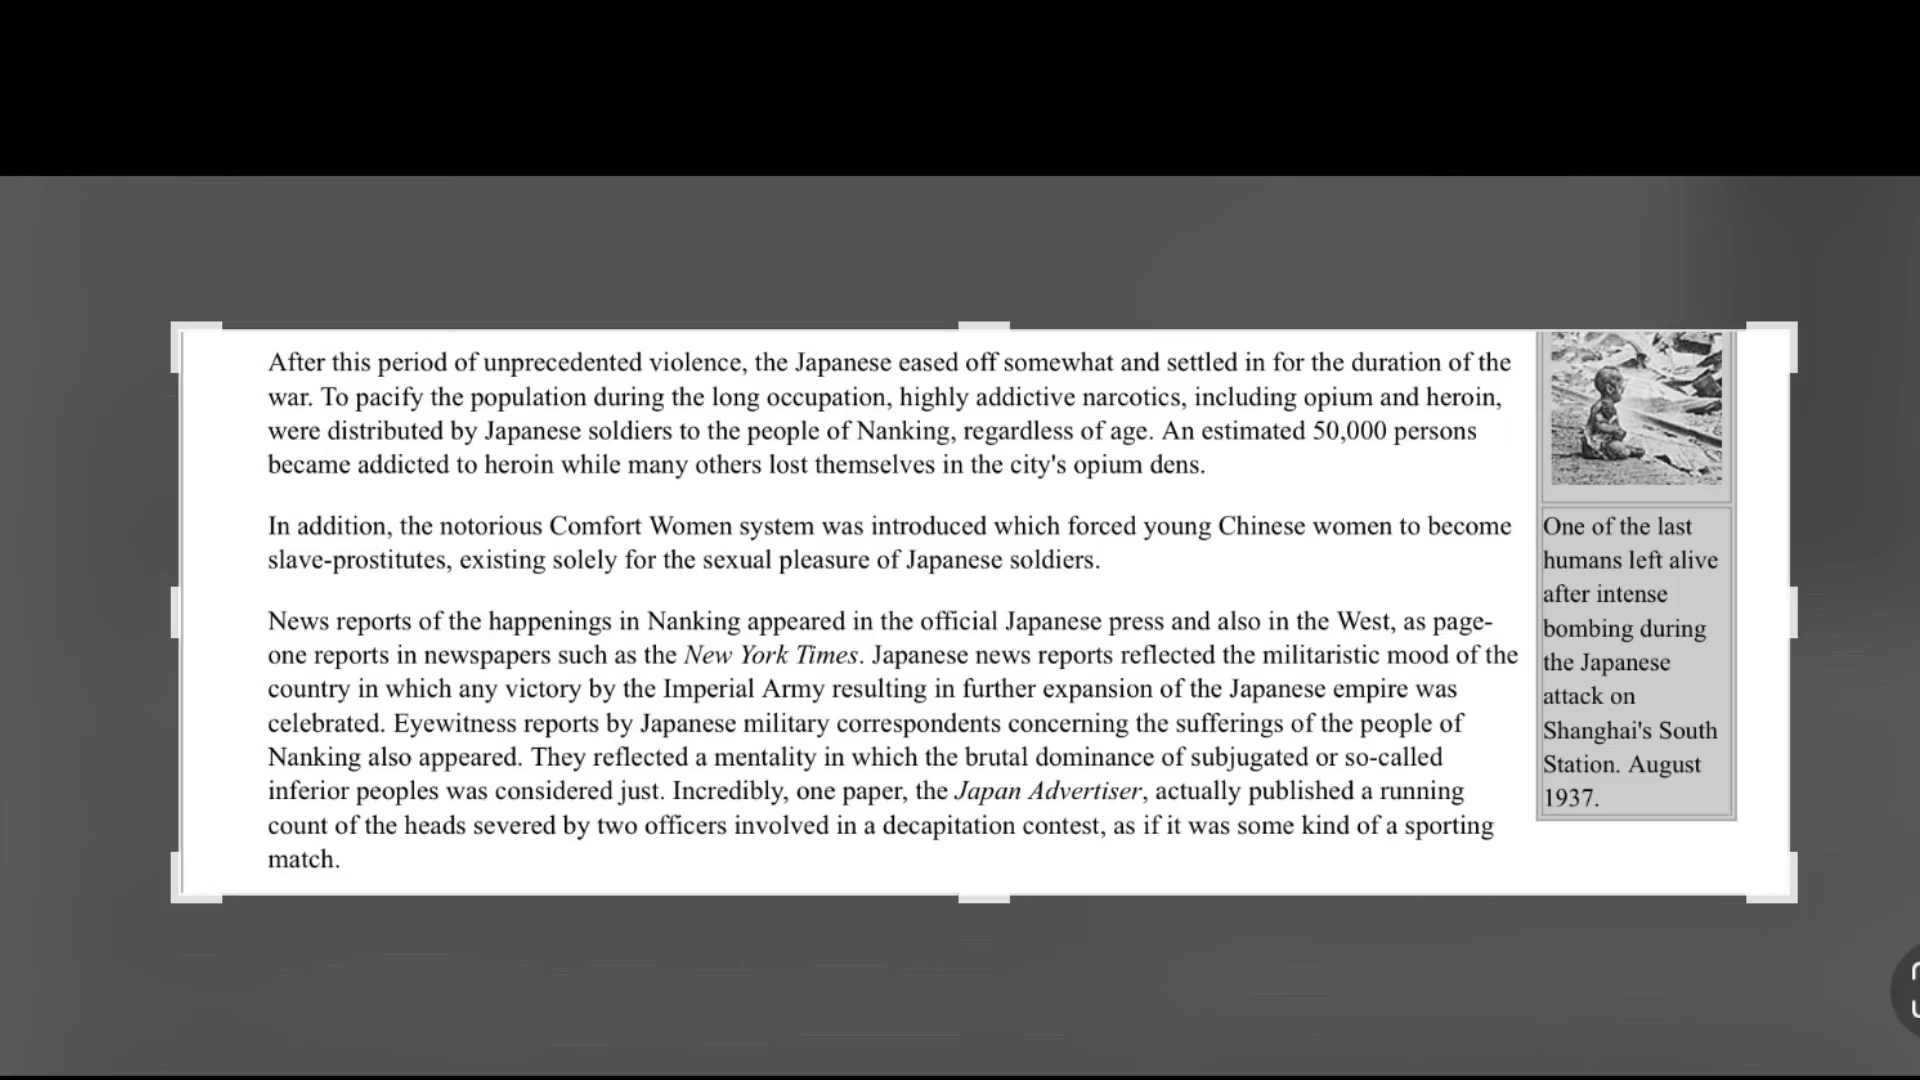 After this period of unprecedented violence, the Japanese eased off somewhat and settled in for the duration of the
war. To pacify the population during the long occupation, highly addictive narcotics, including opium and heroin,
were distributed by Japanese soldiers to the people of Nanking, regardless of age. An estimated 50,000 persons
became addicted to heroin while many others lost themselves in the city's opium dens.
In addition, the notorious Comfort Women system was introduced which forced young Chinese women to become
slave-prostitutes, existing solely for the sexual pleasure of Japanese soldiers.
News reports of the happenings in Nanking appeared in the official Japanese press and also in the West, as page-
one reports in newspapers such as the New York Times. Japanese news reports reflected the militaristic mood of the
country in which any victory by the Imperial Army resulting in further expansion of the Japanese empire was
celebrated. Eyewitness reports by Japanese military correspondents concerning the sufferings of the people of
Nanking also appeared. They reflected a mentality in which the brutal dominance of subjugated or so-called
inferior peoples was considered just. Incredibly, one paper, the Japan Advertiser, actually published a running
count of the heads severed by two officers involved in a decapitation contest, as if it was some kind of a sporting
match.
One of the last
humans left alive
after intense
bombing during
the Japanese
attack on
Shanghai's South
Station. August
1937.